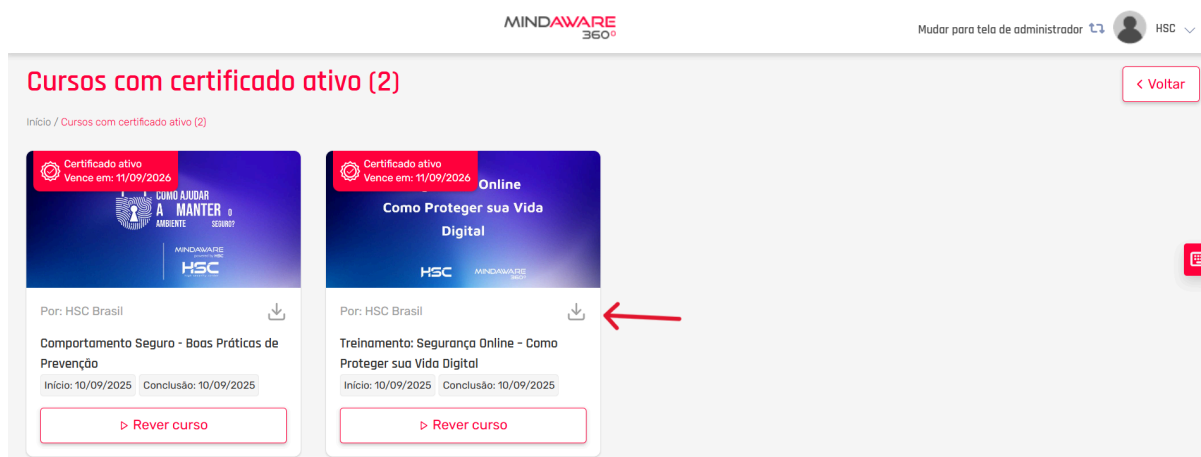 MINDAWARE
360°
Mudar para tela de administrador
HSC
Cursos com certificado ativo (2)
< Voltar
Início / Cursos com certificado ativo (2)
Certificado ativo
Vence em: 11/09/2026
COMO AJUDAR
A MANTER O
AMBIENTE SEGURO?
MINDAWARE
HSC
Por: HSC Brasil
Comportamento Seguro - Boas Práticas de
Prevenção
Início: 10/09/2025 Conclusão: 10/09/2025
Rever curso
Certificado ativo
Vence em: 11/09/2026
Online
Como Proteger sua Vida
Digital
HSC MINDAWARE
360°
Por: HSC Brasil
Treinamento: Segurança Online – Como
Proteger sua Vida Digital
Início: 10/09/2025 Conclusão: 10/09/2025
Rever curso